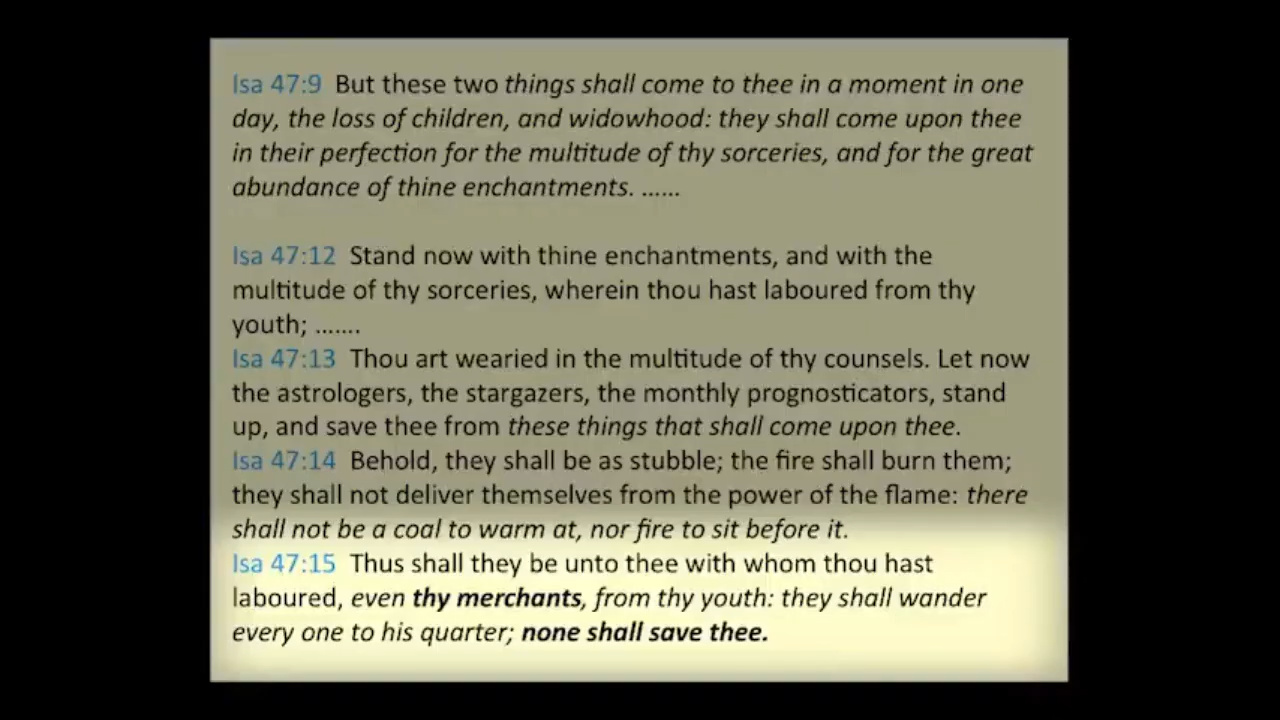 Isa 47:9 But these two things shall come to thee in a moment in one
day, the loss of children, and widowhood: they shall come upon thee
in their perfection for the multitude of thy sorceries, and for the great
abundance of thine enchantments. ......
Isa 47:12 Stand now with thine enchantments, and with the
multitude of thy sorceries, wherein thou hast laboured from thy
youth; .......
Isa 47:13 Thou art wearied in the multitude of thy counsels. Let now
the astrologers, the stargazers, the monthly prognosticators, stand
up, and save thee from these things that shall come upon thee.
Isa 47:14 Behold, they shall be as stubble; the fire shall burn them;
they shall not deliver themselves from the power of the flame: there
shall not be a coal to warm at, nor fire to sit before it.
Isa 47:15 Thus shall they be unto thee with whom thou hast
laboured, even thy merchants, from thy youth: they shall wander
every one to his quarter; none shall save thee.